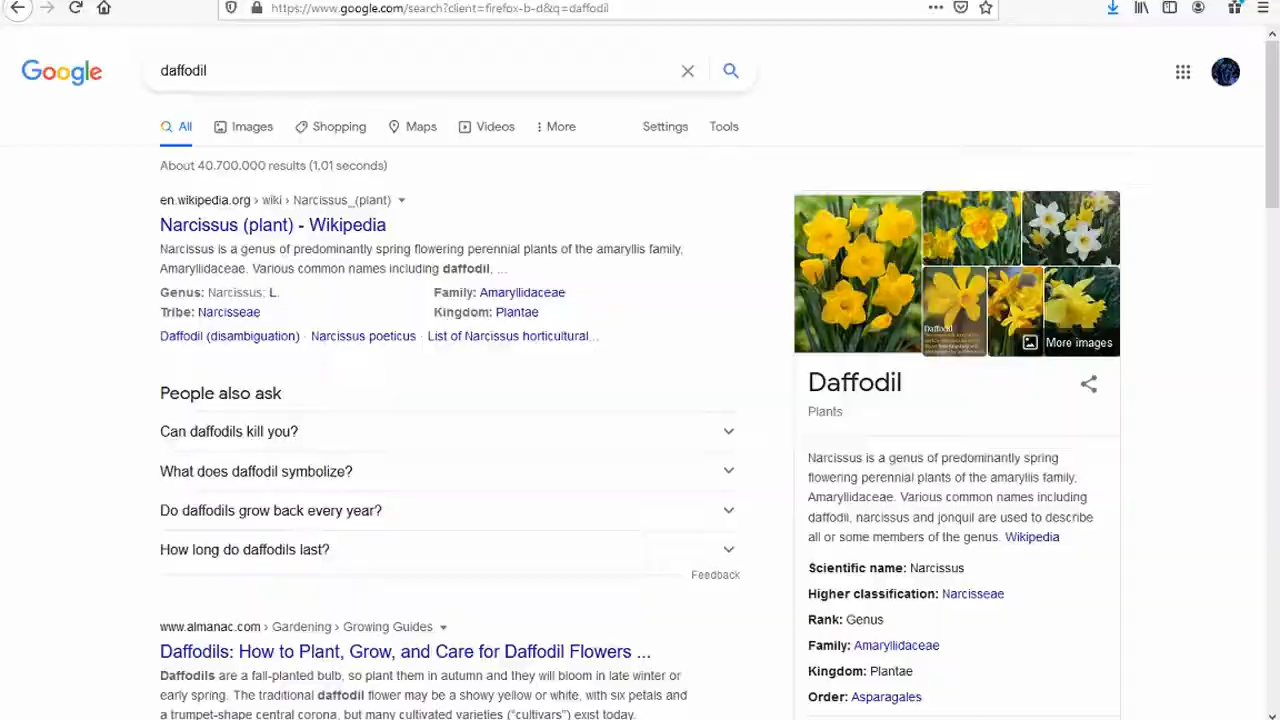 https://www.google.com/search?client=firefox-b-d&q=daffodil
Google
daffodil
All
Images
Shopping
Maps
Videos
More
Settings
Tools
About 40.700.000 results (1,01 seconds)
en.wikipedia.org › wiki › Narcissus_(plant)
Narcissus (plant) - Wikipedia
Narcissus is a genus of predominantly spring flowering perennial plants of the amaryllis family,
Amaryllidaceae. Various common names including daffodil, ...
Genus: Narcissus; L.
Family: Amaryllidaceae
Tribe: Narcisseae
Kingdom: Plantae
Daffodil (disambiguation) · Narcissus poeticus · List of Narcissus horticultural...
People also ask
Can daffodils kill you?
What does daffodil symbolize?
Do daffodils grow back every year?
How long do daffodils last?
Feedback
www.almanac.com › Gardening › Growing Guides
Daffodils: How to Plant, Grow, and Care for Daffodil Flowers ...
Daffodils are a fall-planted bulb, so plant them in autumn and they will bloom in late winter or
early spring. The traditional daffodil flower may be a showy yellow or white, with six petals and
a trumpet-shape central corona, but many cultivated varieties (“cultivars”) exist today.
Daffodil
More images
Daffodil
Plants
Narcissus is a genus of predominantly spring
flowering perennial plants of the amaryllis family,
Amaryllidaceae. Various common names including
daffodil, narcissus and jonquil are used to describe
all or some members of the genus. Wikipedia
Scientific name: Narcissus
Higher classification: Narcisseae
Rank: Genus
Family: Amaryllidaceae
Kingdom: Plantae
Order: Asparagales